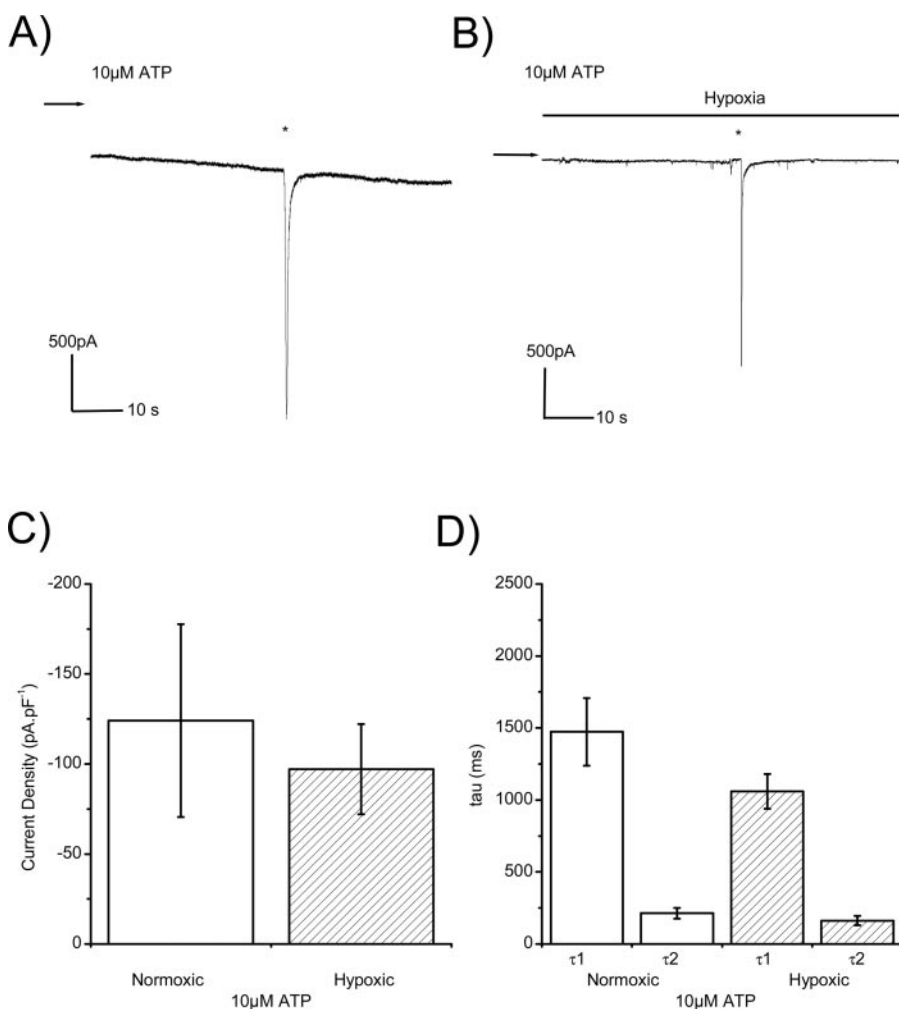 A)
10μM ATP
*
500pA
10 s
B)
10μM ATP
Hypoxia
*
500pA
10 s
C)
-200
-150
-100
-50
0
Current Density (pA.pF⁻¹)
Normoxic
Hypoxic
10μM ATP
D)
2500
2000
1500
1000
500
0
tau (ms)
τ1
τ2
τ1
τ2
Normoxic
Hypoxic
10μM ATP